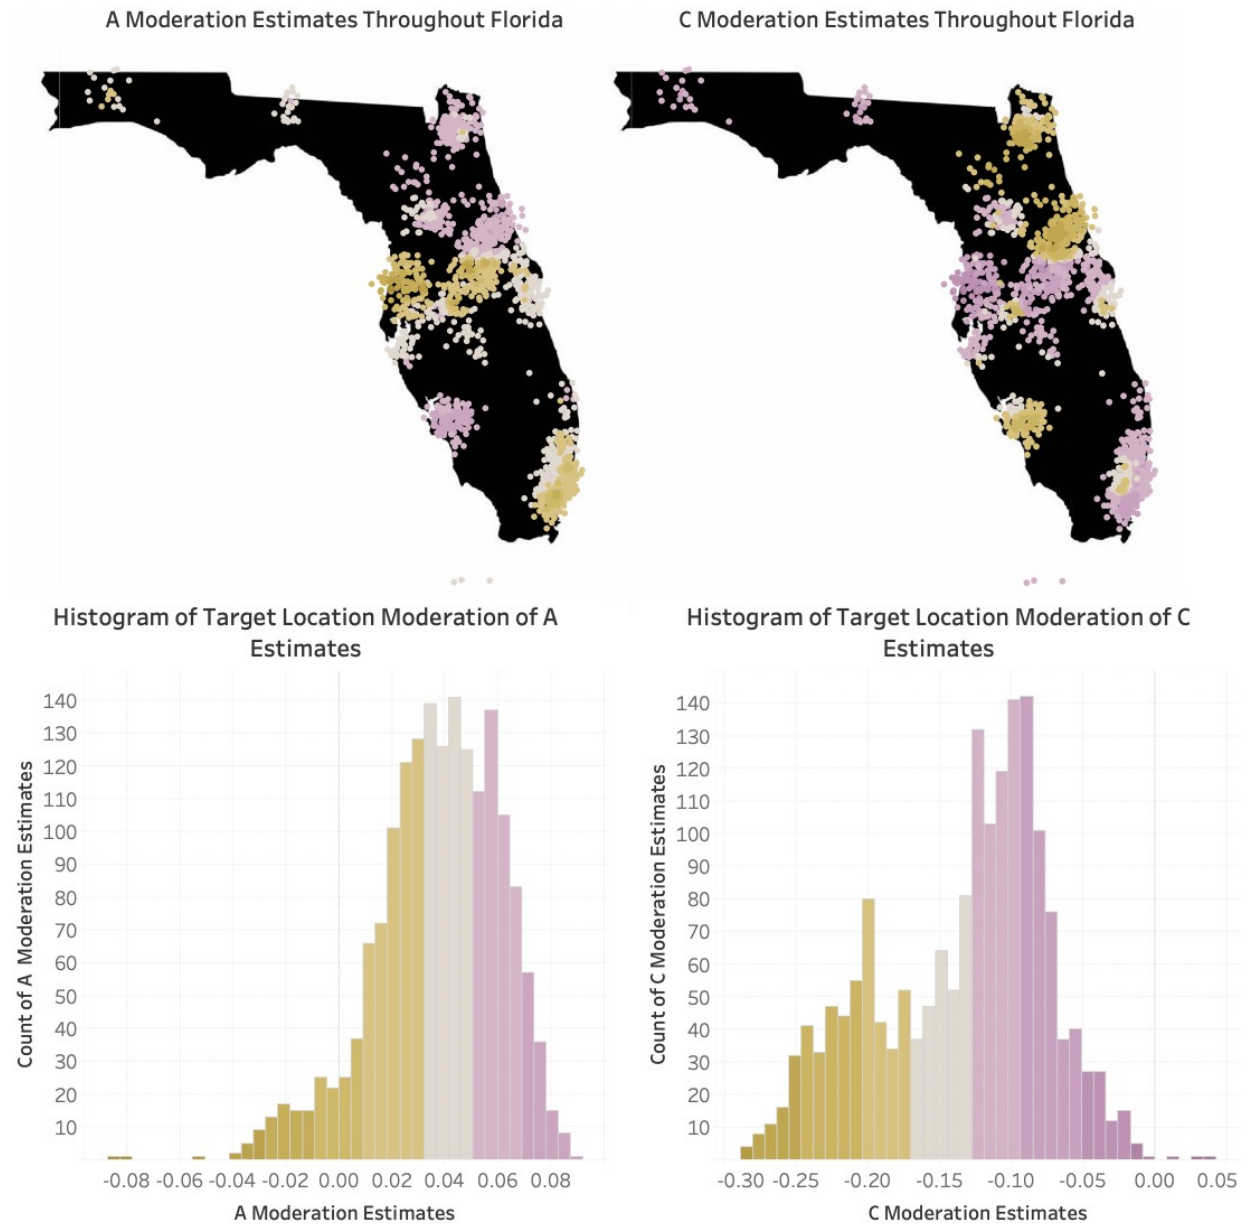 A Moderation Estimates Throughout Florida
C Moderation Estimates Throughout Florida
Histogram of Target Location Moderation of A
Estimates
Count of A Moderation Estimates
140
130
120
110
100
90
80
70
60
50
40
30
20
10
-0.08 -0.06 -0.04 -0.02 0.00 0.02 0.04 0.06 0.08
A Moderation Estimates
Histogram of Target Location Moderation of C
Estimates
Count of C Moderation Estimates
140
130
120
110
100
90
80
70
60
50
40
30
20
10
-0.30 -0.25 -0.20 -0.15 -0.10 -0.05 0.00 0.05
C Moderation Estimates